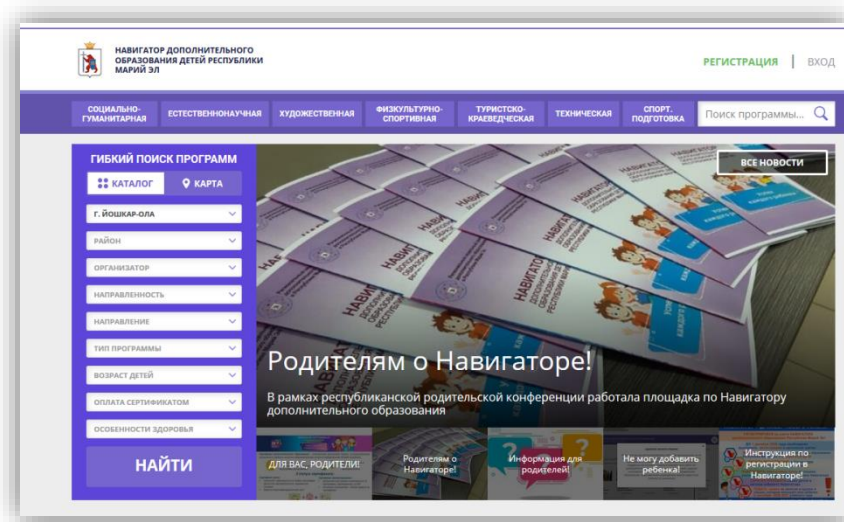 НАВИГАТОР ДОПОЛНИТЕЛЬНОГО
ОБРАЗОВАНИЯ ДЕТЕЙ РЕСПУБЛИКИ
МАРИЙ ЭЛ
РЕГИСТРАЦИЯ | ВХОД
СОЦИАЛЬНО-
ГУМАНИТАРНАЯ
ЕСТЕСТВЕННОНАУЧНАЯ
ХУДОЖЕСТВЕННАЯ
ФИЗКУЛЬТУРНО-
СПОРТИВНАЯ
ТУРИСТСКО-
КРАЕВЕДЧЕСКАЯ
ТЕХНИЧЕСКАЯ
СПОРТ.
ПОДГОТОВКА
Поиск программы...
ГИБКИЙ ПОИСК ПРОГРАММ
КАТАЛОГ
КАРТА
Г. ЙОШКАР-ОЛА
РАЙОН
ОРГАНИЗАТОР
НАПРАВЛЕННОСТЬ
НАПРАВЛЕНИЕ
ТИП ПРОГРАММЫ
ВОЗРАСТ ДЕТЕЙ
ОПЛАТА СЕРТИФИКАТОМ
ОСОБЕННОСТИ ЗДОРОВЬЯ
НАЙТИ
ВСЕ НОВОСТИ
НАВИГАТОР
Родителям о Навигаторе!
В рамках республиканской родительской конференции работала площадка по Навигатору
дополнительного образования
ДЛЯ ВАС, РОДИТЕЛИ!
Родителям о
Навигаторе!
Информация для
родителей!
Не могу добавить
ребенка!
Инструкция по
регистрации в
Навигаторе!